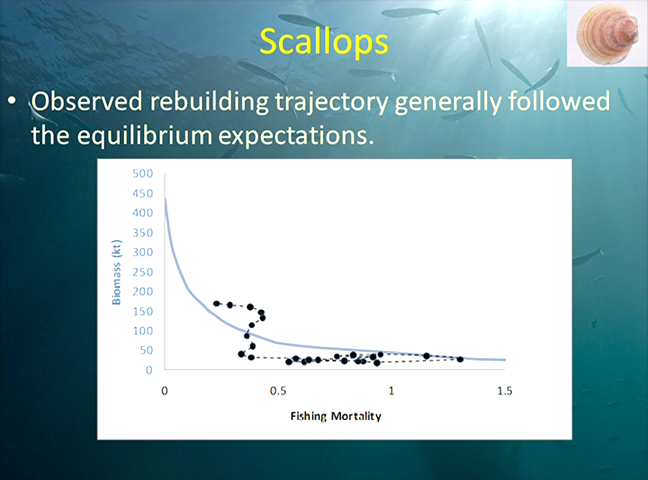 Scallops
• Observed rebuilding trajectory generally followed
the equilibrium expectations.
500
450
400
350
300
250
200
150
100
50
0
Biomass (kt)
0 0.5 1 1.5
Fishing Mortality